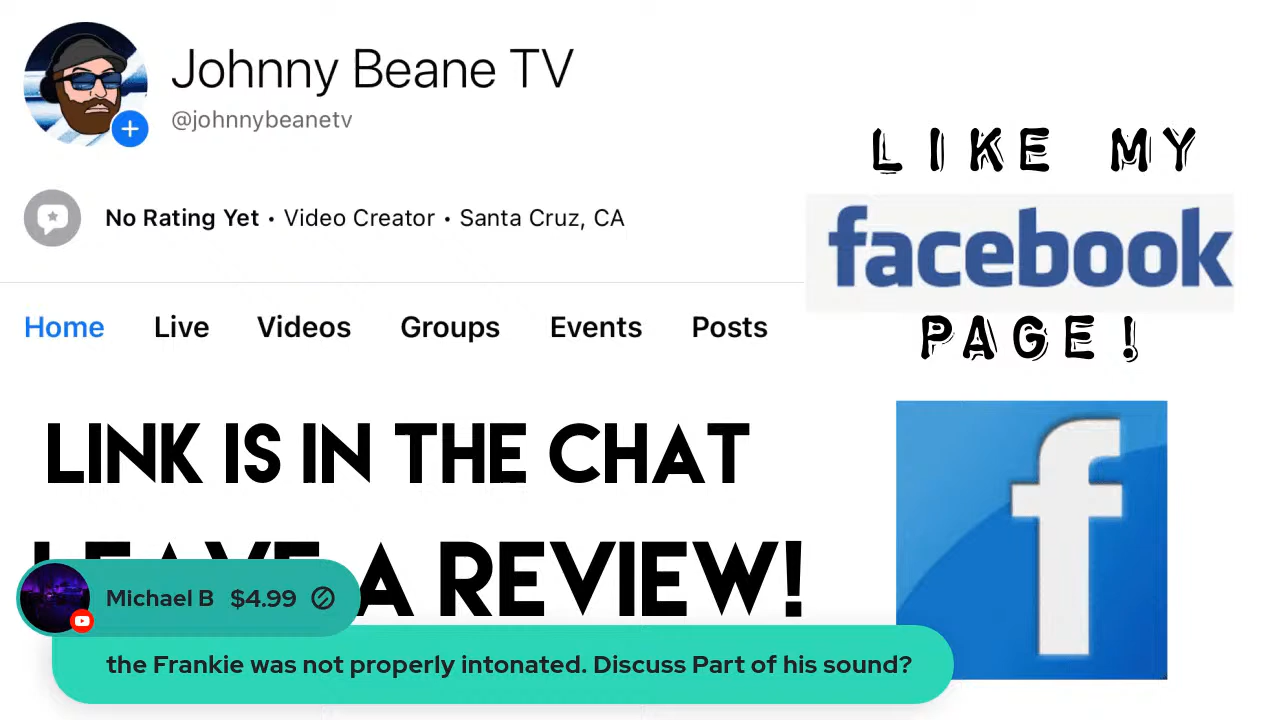 Johnny Beane TV
@johnnybeanetv
No Rating Yet • Video Creator • Santa Cruz, CA
Home Live Videos Groups Events Posts
LIKE MY
facebook
PAGE!
LINK IS IN THE CHAT
LEAVE A REVIEW!
f
Michael B $4.99
the Frankie was not properly intonated. Discuss Part of his sound?